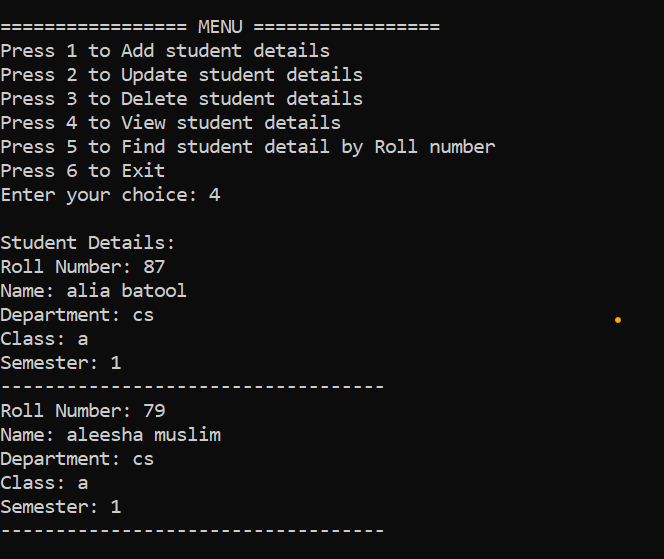 ================= MENU =================
Press 1 to Add student details
Press 2 to Update student details
Press 3 to Delete student details
Press 4 to View student details
Press 5 to Find student detail by Roll number
Press 6 to Exit
Enter your choice: 4
Student Details:
Roll Number: 87
Name: alia batool
Department: cs
Class: a
Semester: 1
-----------------------------------
Roll Number: 79
Name: aleesha muslim
Department: cs
Class: a
Semester: 1
-----------------------------------